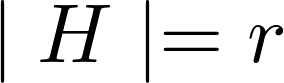 | H | = r